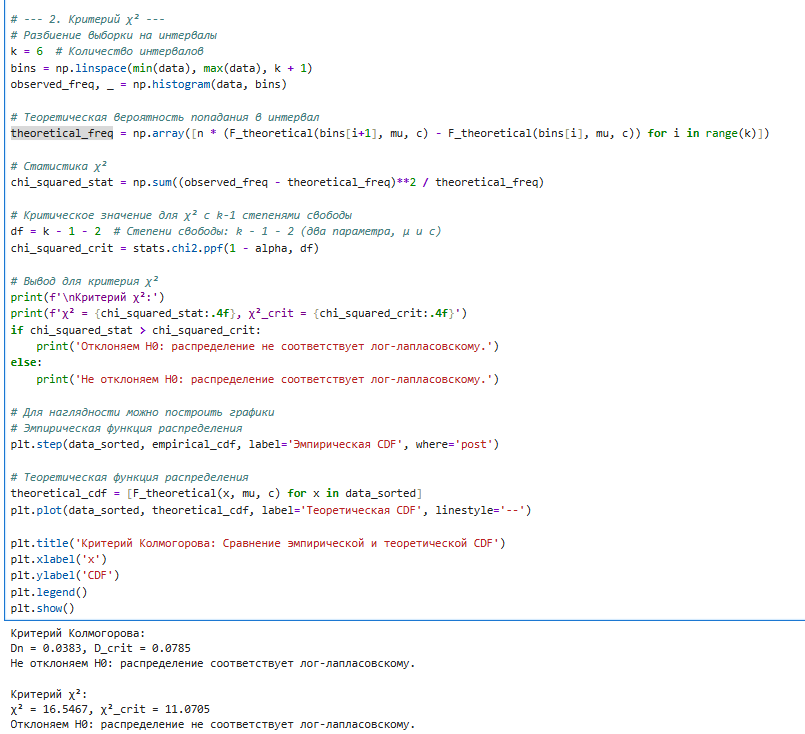 # --- 2. Критерий χ² ---
# Разбиение выборки на интервалы
k = 6  # Количество интервалов
bins = np.linspace(min(data), max(data), k + 1)
observed_freq, _ = np.histogram(data, bins)

# Теоретическая вероятность попадания в интервал
theoretical_freq = np.array([n * (F_theoretical(bins[i+1], mu, c) - F_theoretical(bins[i], mu, c)) for i in range(k)])

# Статистика χ²
chi_squared_stat = np.sum((observed_freq - theoretical_freq)**2 / theoretical_freq)

# Критическое значение для χ² с k-1 степенями свободы
df = k - 1 - 2  # Степени свободы: k - 1 - 2 (два параметра, μ и c)
chi_squared_crit = stats.chi2.ppf(1 - alpha, df)

# Вывод для критерия χ²
print(f'\nКритерий χ²:')
print(f'χ² = {chi_squared_stat:.4f}, χ²_crit = {chi_squared_crit:.4f}')
if chi_squared_stat > chi_squared_crit:
    print('Отклоняем H0: распределение не соответствует лог-лапласовскому.')
else:
    print('Не отклоняем H0: распределение соответствует лог-лапласовскому.')

# Для наглядности можно построить графики
# Эмпирическая функция распределения
plt.step(data_sorted, empirical_cdf, label='Эмпирическая CDF', where='post')

# Теоретическая функция распределения
theoretical_cdf = [F_theoretical(x, mu, c) for x in data_sorted]
plt.plot(data_sorted, theoretical_cdf, label='Теоретическая CDF', linestyle='--')

plt.title('Критерий Колмогорова: Сравнение эмпирической и теоретической CDF')
plt.xlabel('x')
plt.ylabel('CDF')
plt.legend()
plt.show()

Критерий Колмогорова:
Dn = 0.0383, D_crit = 0.0785
Не отклоняем H0: распределение соответствует лог-лапласовскому.

Критерий χ²:
χ² = 16.5467, χ²_crit = 11.0705
Отклоняем H0: распределение не соответствует лог-лапласовскому.